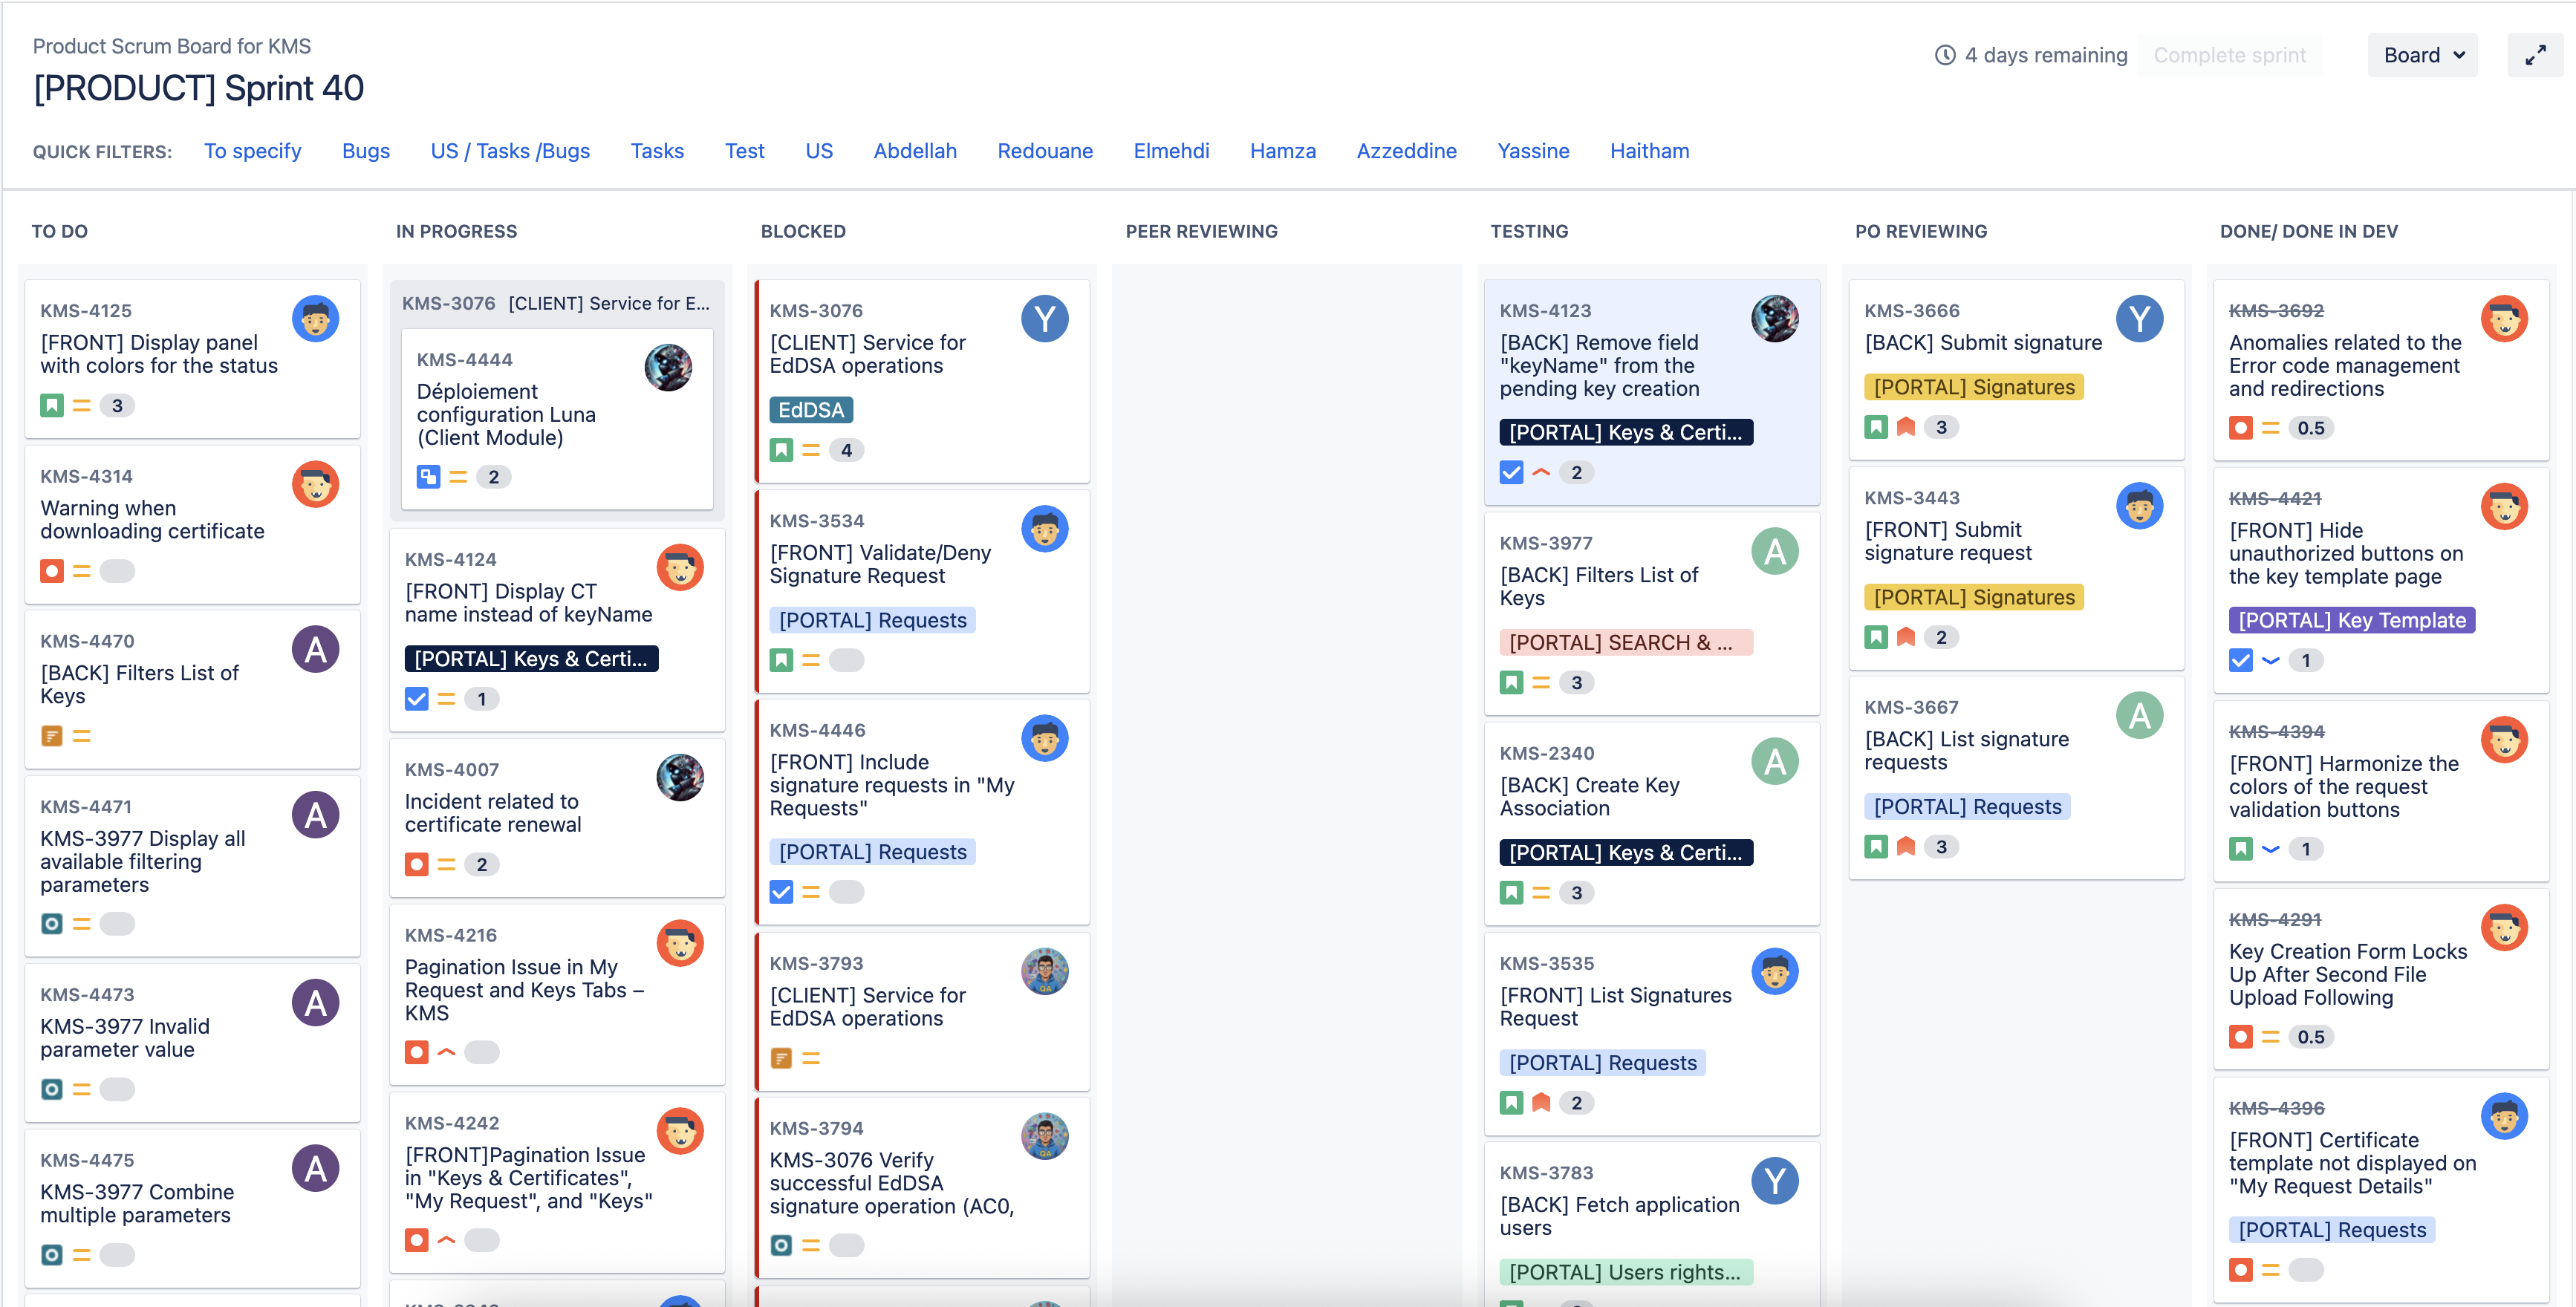 Product Scrum Board for KMS
[PRODUCT] Sprint 40
4 days remaining
Complete sprint
Board
QUICK FILTERS: To specify Bugs US / Tasks /Bugs Tasks Test US Abdellah Redouane Elmehdi Hamza Azzeddine Yassine Haitham
TO DO
KMS-4125
[FRONT] Display panel
with colors for the status
3
KMS-4314
Warning when
downloading certificate
KMS-4470
A
[BACK] Filters List of
Keys
KMS-4471
A
KMS-3977 Display all
available filtering
parameters
KMS-4473
A
KMS-3977 Invalid
parameter value
KMS-4475
A
KMS-3977 Combine
multiple parameters
IN PROGRESS
KMS-3076 [CLIENT] Service for E...
KMS-4444
Déploiement
configuration Luna
(Client Module)
2
KMS-4124
[FRONT] Display CT
name instead of keyName
[PORTAL] Keys & Certi...
1
KMS-4007
Incident related to
certificate renewal
2
KMS-4216
Pagination Issue in My
Request and Keys Tabs –
KMS
KMS-4242
[FRONT]Pagination Issue
in "Keys & Certificates",
"My Request", and "Keys"
BLOCKED
KMS-3076
Y
[CLIENT] Service for
EdDSA operations
EdDSA
4
KMS-3534
[FRONT] Validate/Deny
Signature Request
[PORTAL] Requests
KMS-4446
[FRONT] Include
signature requests in "My
Requests"
[PORTAL] Requests
KMS-3793
[CLIENT] Service for
EdDSA operations
KMS-3794
KMS-3076 Verify
successful EdDSA
signature operation (AC0,
PEER REVIEWING
TESTING
KMS-4123
[BACK] Remove field
"keyName" from the
pending key creation
[PORTAL] Keys & Certi...
2
KMS-3977
A
[BACK] Filters List of
Keys
[PORTAL] SEARCH & ...
3
KMS-2340
A
[BACK] Create Key
Association
[PORTAL] Keys & Certi...
3
KMS-3535
[FRONT] List Signatures
Request
[PORTAL] Requests
2
KMS-3783
Y
[BACK] Fetch application
users
[PORTAL] Users rights...
PO REVIEWING
KMS-3666
Y
[BACK] Submit signature
[PORTAL] Signatures
3
KMS-3443
[FRONT] Submit
signature request
[PORTAL] Signatures
2
KMS-3667
A
[BACK] List signature
requests
[PORTAL] Requests
3
DONE/ DONE IN DEV
KMS-3692
Anomalies related to the
Error code management
and redirections
0.5
KMS-4421
[FRONT] Hide
unauthorized buttons on
the key template page
[PORTAL] Key Template
1
KMS-4394
[FRONT] Harmonize the
colors of the request
validation buttons
1
KMS-4291
Key Creation Form Locks
Up After Second File
Upload Following
0.5
KMS-4396
[FRONT] Certificate
template not displayed on
"My Request Details"
[PORTAL] Requests